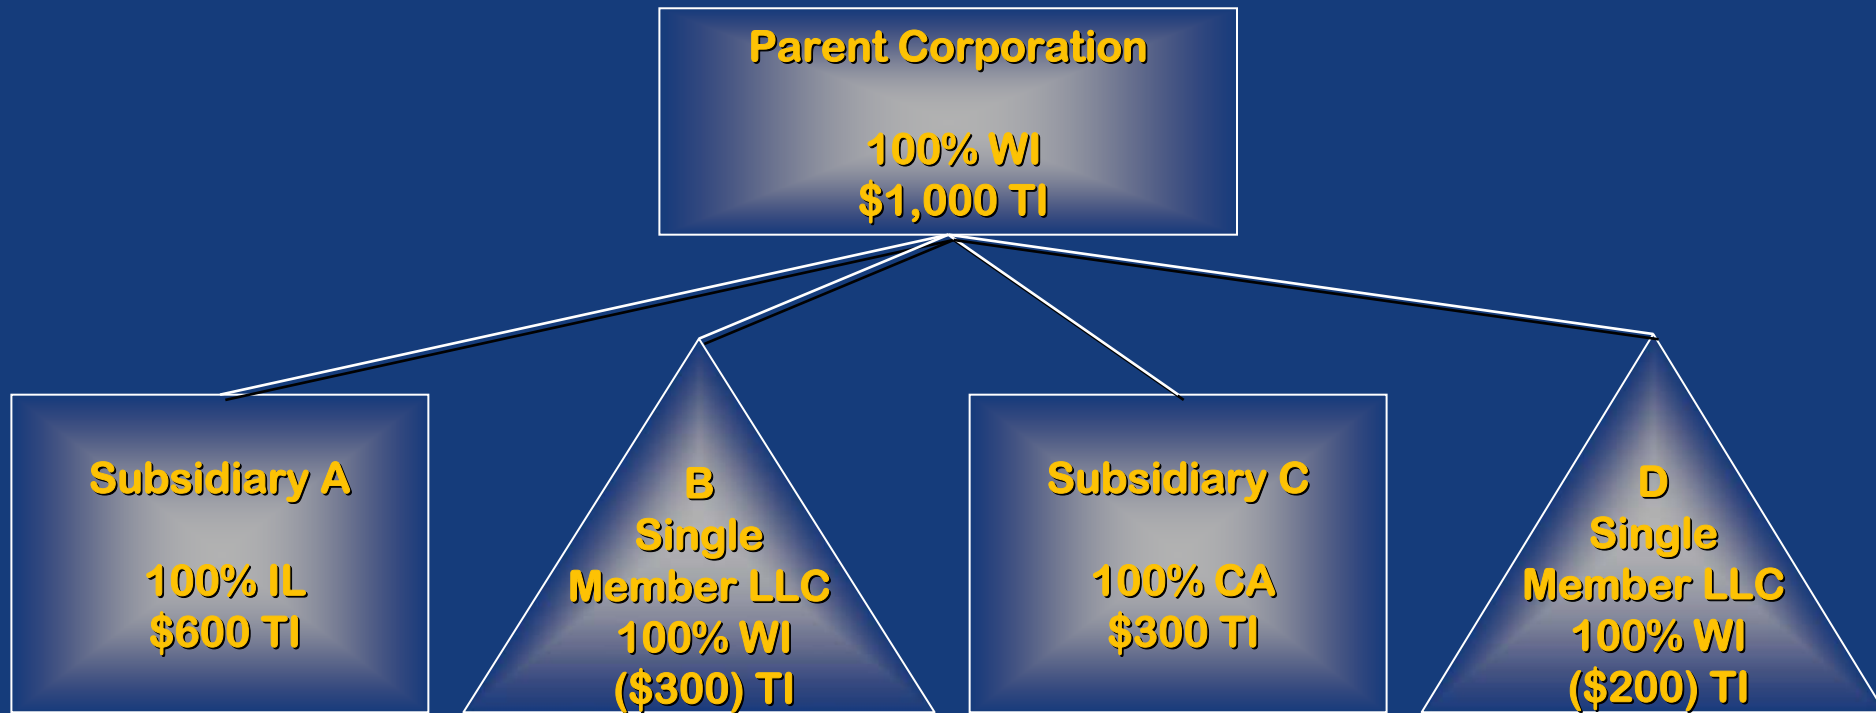 Parent Corporation
100% WI
$1,000 TI
Subsidiary A
100% IL
$600 TI
B
Single
Member LLC
100% WI
($300) TI
Subsidiary C
100% CA
$300 TI
D
Single
Member LLC
100% WI
($200) TI